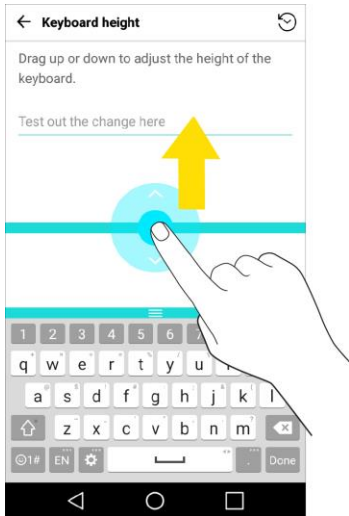 Keyboard height
Drag up or down to adjust the height of the
keyboard.
Test out the change here
1 2 3 4 5 6
q w e r t y u
a s d f g h j k l
z x c v b n m
☺1# EN . Done